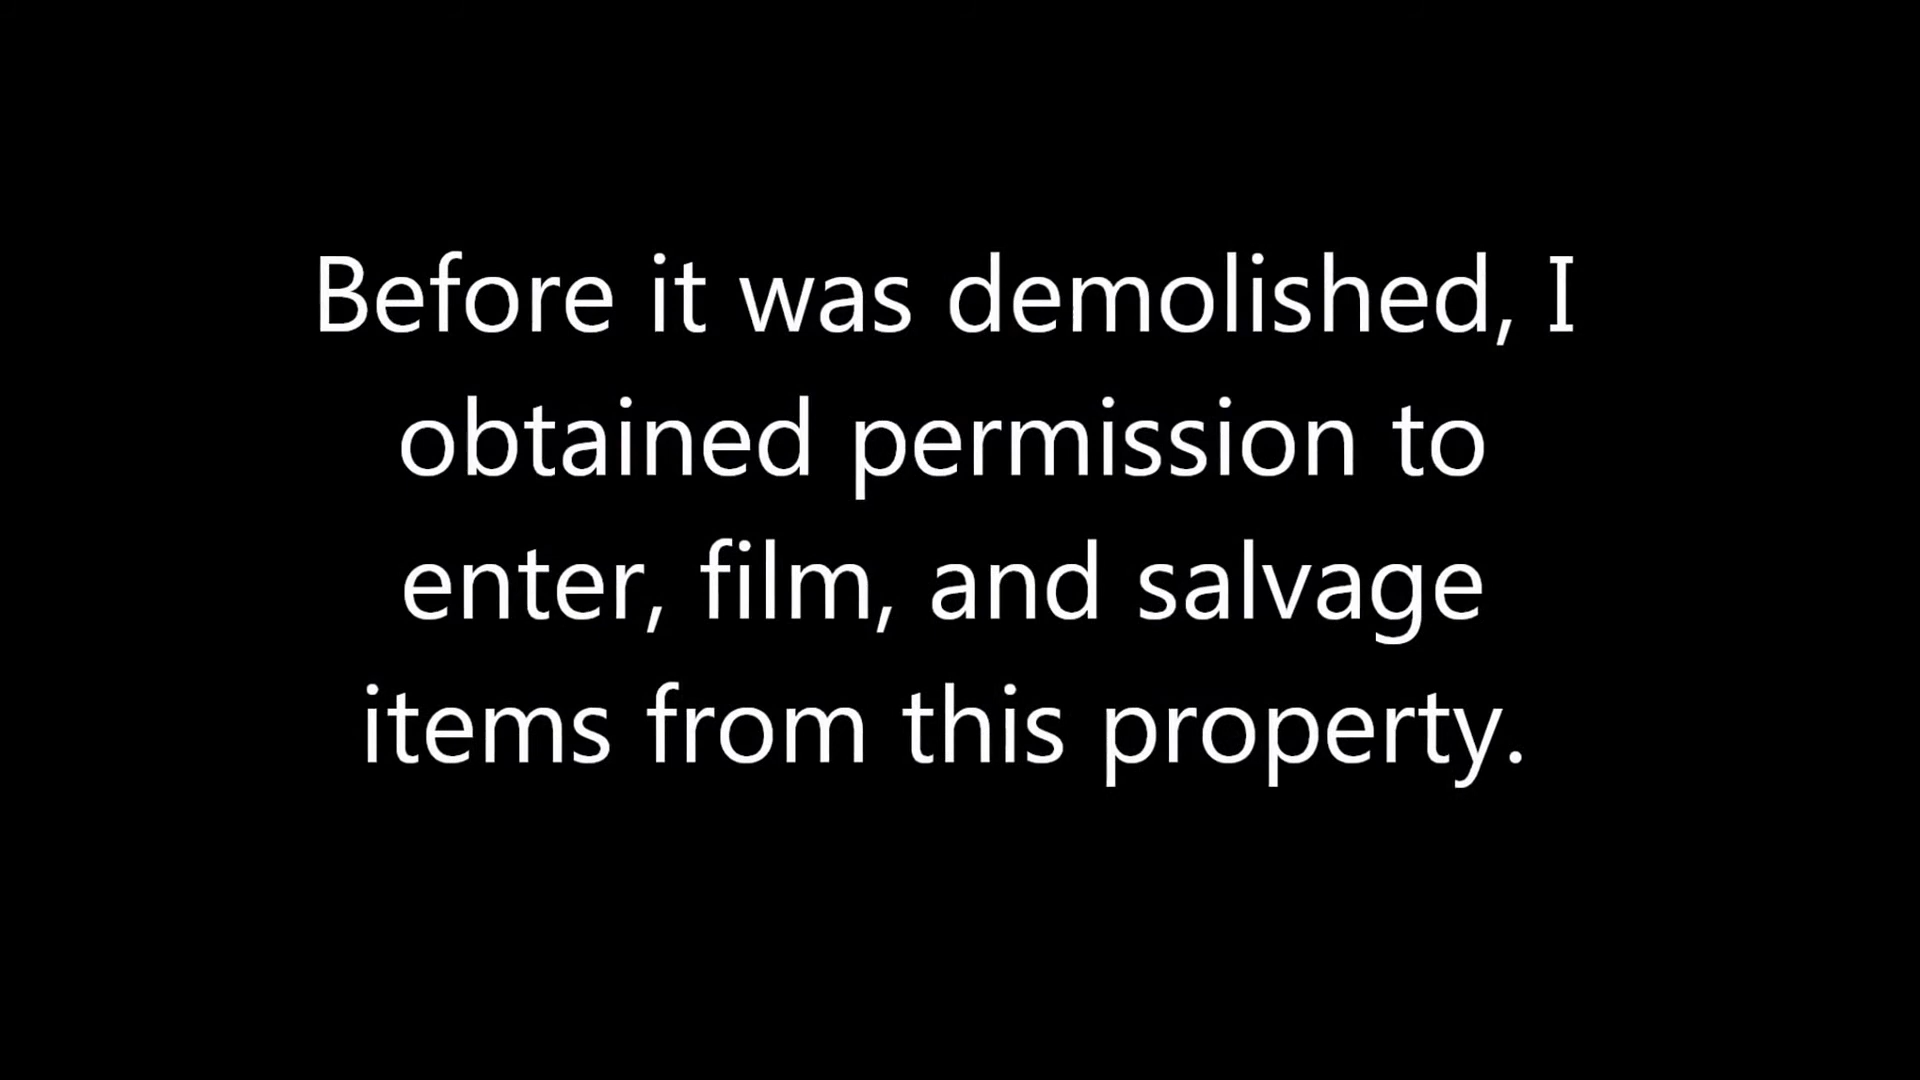 Before it was demolished, I
obtained permission to
enter, film, and salvage
items from this property.